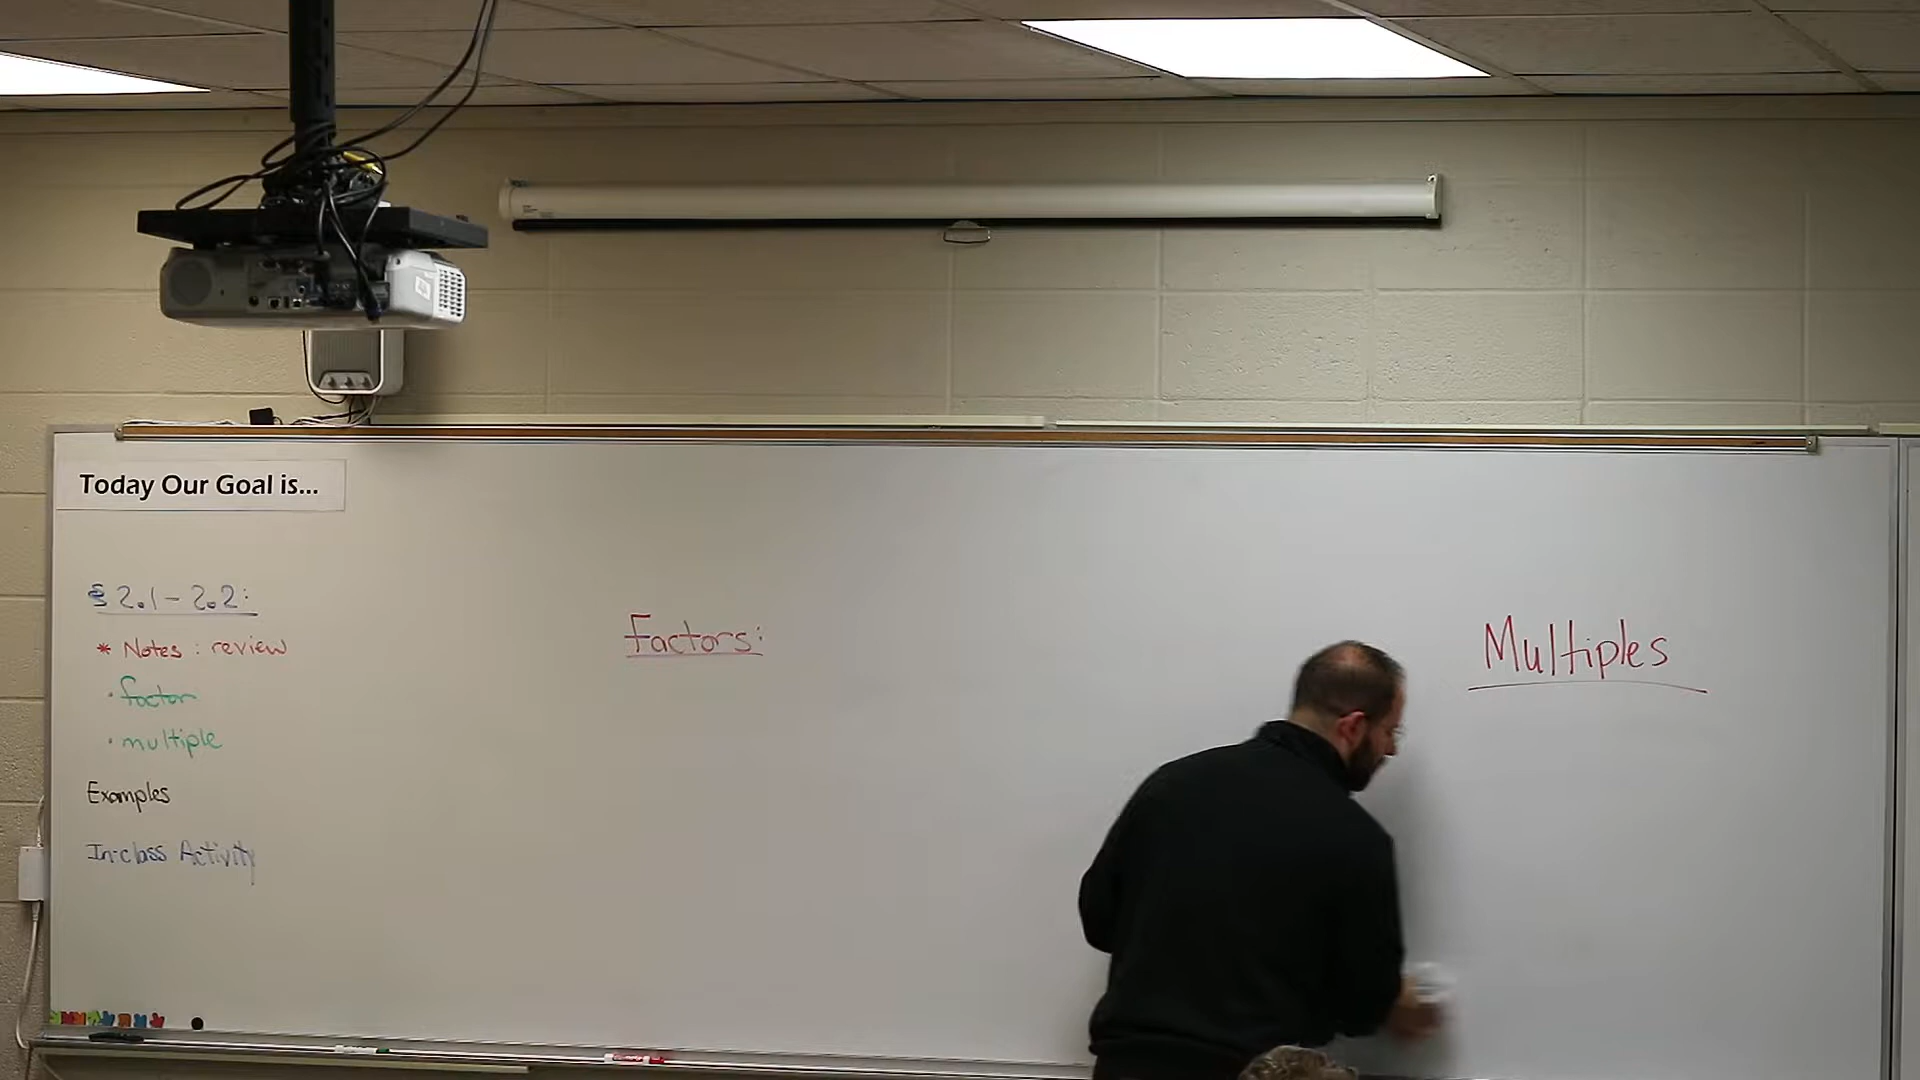 Today Our Goal is...
§ 2.1 - 2.2:
* Notes : review
• factor
• multiple
Examples
In-class Activity
Factors:
Multiples